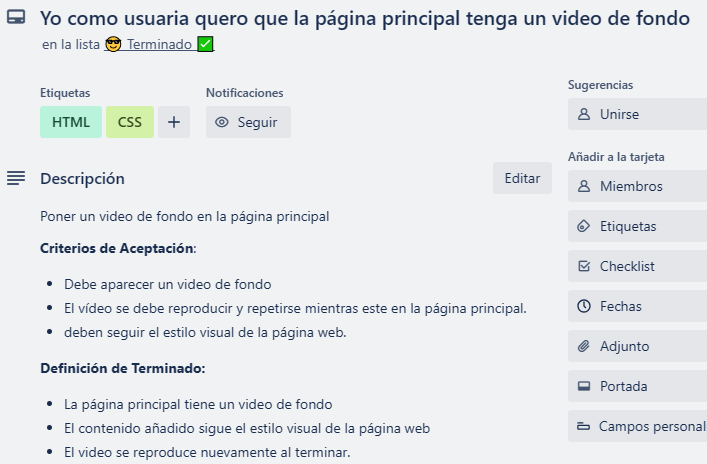 Yo como usuaria quero que la página principal tenga un video de fondo
en la lista 😎 Terminado ✅
Etiquetas
Notificaciones
HTML
CSS
+
Seguir
Descripción
Editar
Poner un video de fondo en la página principal
Criterios de Aceptación:
• Debe aparecer un video de fondo
• El vídeo se debe reproducir y repetirse mientras este en la página principal.
• deben seguir el estilo visual de la página web.
Definición de Terminado:
• La página principal tiene un video de fondo
• El contenido añadido sigue el estilo visual de la página web
• El video se reproduce nuevamente al terminar.
Sugerencias
Unirse
Añadir a la tarjeta
Miembros
Etiquetas
Checklist
Fechas
Adjunto
Portada
Campos personal